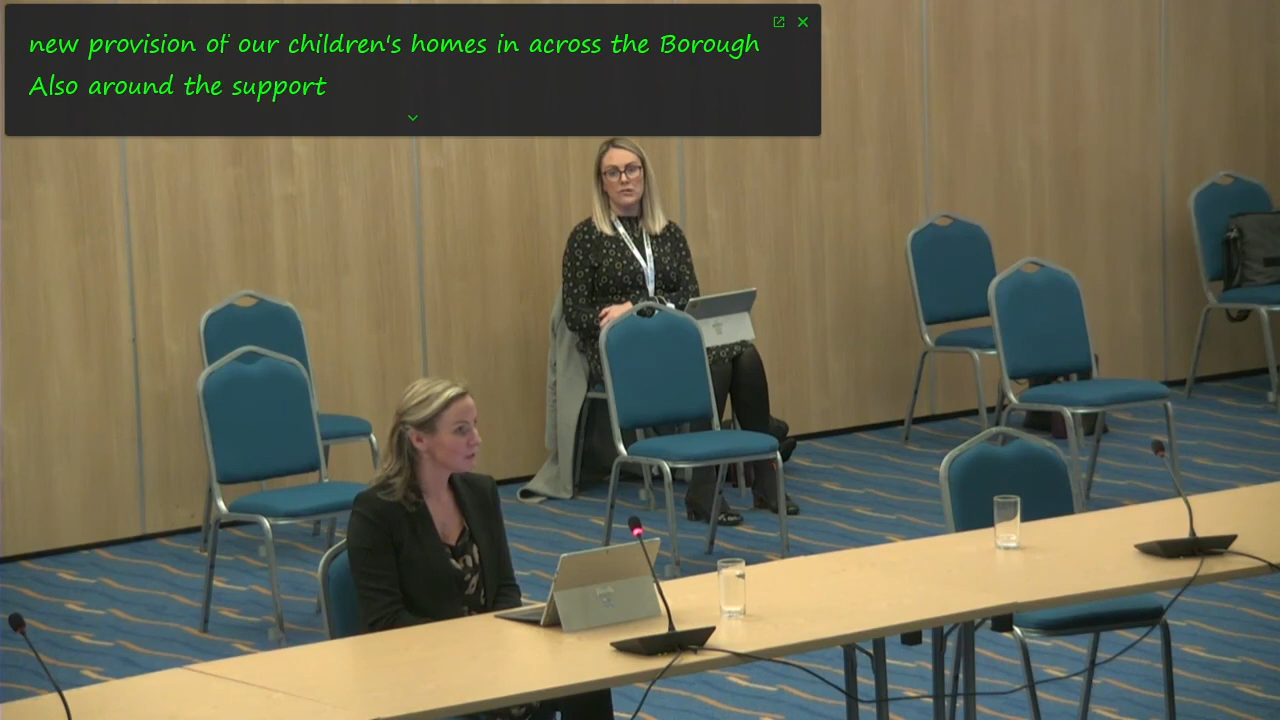 new provision of our children's homes in across the Borough
Also around the support